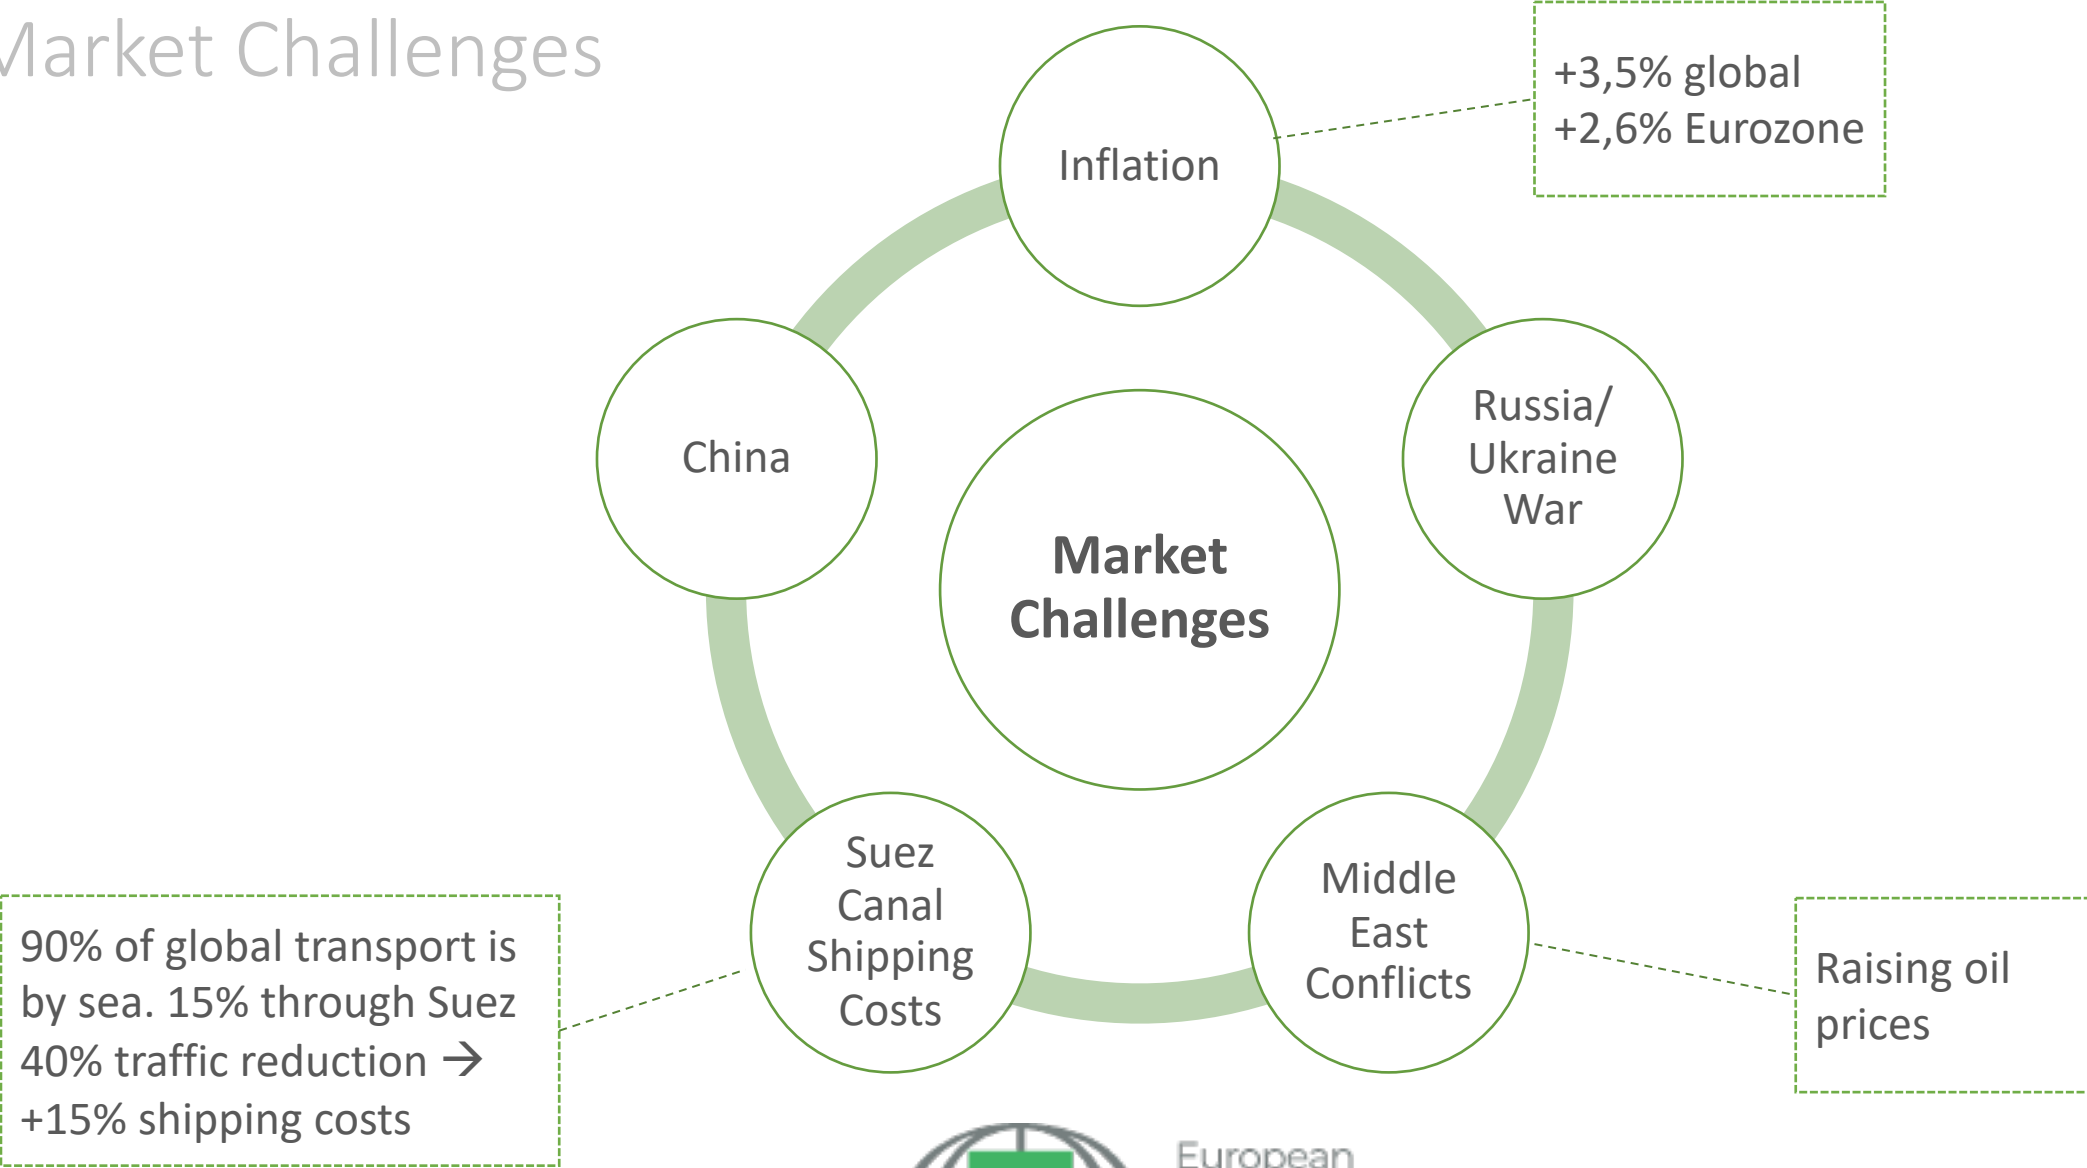 Market Challenges
+3,5% global
+2,6% Eurozone
Inflation
Russia/
Ukraine
War
China
Market
Challenges
Suez
Canal
Shipping
Costs
Middle
East
Conflicts
90% of global transport is
by sea. 15% through Suez
40% traffic reduction →
+15% shipping costs
Raising oil
prices
European